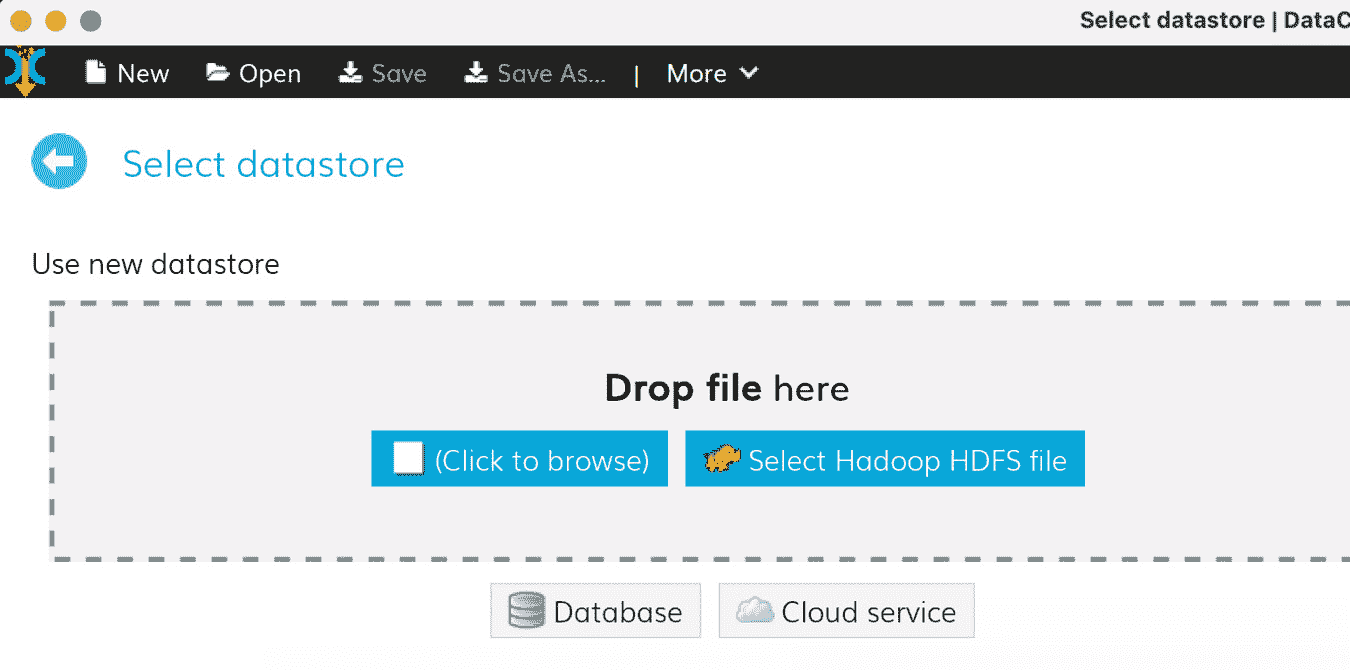 Select datastore | DataC
New Open Save Save As... | More
Select datastore
Use new datastore
Drop file here
(Click to browse) Select Hadoop HDFS file
Database Cloud service